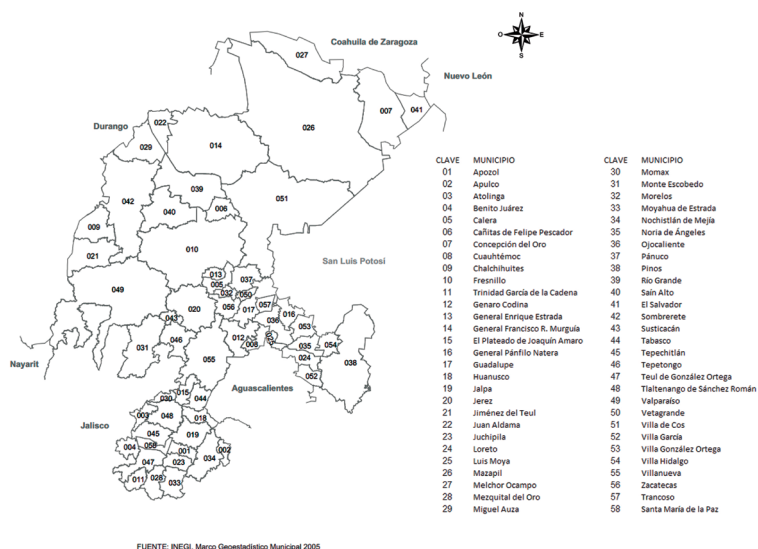 N
O E
S
Coahuila de Zaragoza
027
Nuevo León
007
041
022
Durango
026
029
014
CLAVE MUNICIPIO CLAVE MUNICIPIO
01 Apozol 30 Momax
02 Apulco 31 Monte Escobedo
03 Atolinga 32 Morelos
04 Benito Juárez 33 Moyahua de Estrada
05 Calera 34 Nochistlán de Mejía
06 Cañitas de Felipe Pescador 35 Noria de Ángeles
07 Concepción del Oro 36 Ojocaliente
08 Cuauhtémoc 37 Pánuco
09 Chalchihuites 38 Pinos
10 Fresnillo 39 Río Grande
11 Trinidad García de la Cadena 40 Saín Alto
12 Genaro Codina 41 El Salvador
13 General Enrique Estrada 42 Sombrerete
14 General Francisco R. Murguía 43 Susticacán
15 El Plateado de Joaquín Amaro 44 Tabasco
16 General Pánfilo Natera 45 Tepechitlán
17 Guadalupe 46 Tepetongo
18 Huanusco 47 Teul de González Ortega
19 Jalpa 48 Tlaltenango de Sánchez Román
20 Jerez 49 Valparaíso
21 Jiménez del Teul 50 Vetagrande
22 Juan Aldama 51 Villa de Cos
23 Juchipila 52 Villa García
24 Loreto 53 Villa González Ortega
25 Luis Moya 54 Villa Hidalgo
26 Mazapil 55 Villanueva
27 Melchor Ocampo 56 Zacatecas
28 Mezquital del Oro 57 Trancoso
29 Miguel Auza 58 Santa María de la Paz
039
051
042
040
006
009
010
021
San Luis Potosi
013
005
037
049
032
050
057
020
056
017
016
043
036
053
046
012
031
008
035
054
Nayarit
055
024
038
052
Aguascalientes
015
030
044
003
048
018
Jalisco
045
019
004
058
001
002
047
023
034
011
028
033
FUENTE: INEGI. Marco Geoestadístico Municipal 2005